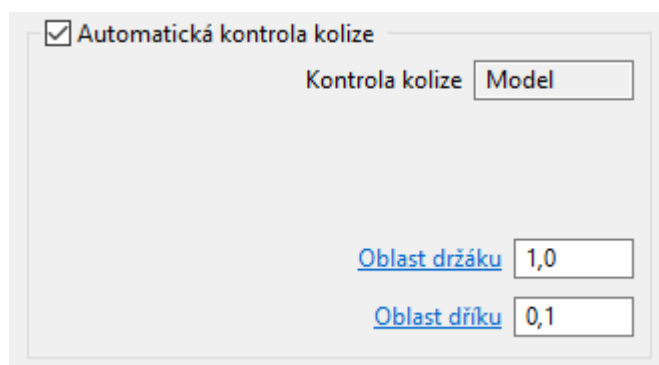 Automatická kontrola kolize
Kontrola kolize Model
Oblast držáku 1,0
Oblast dříku 0,1